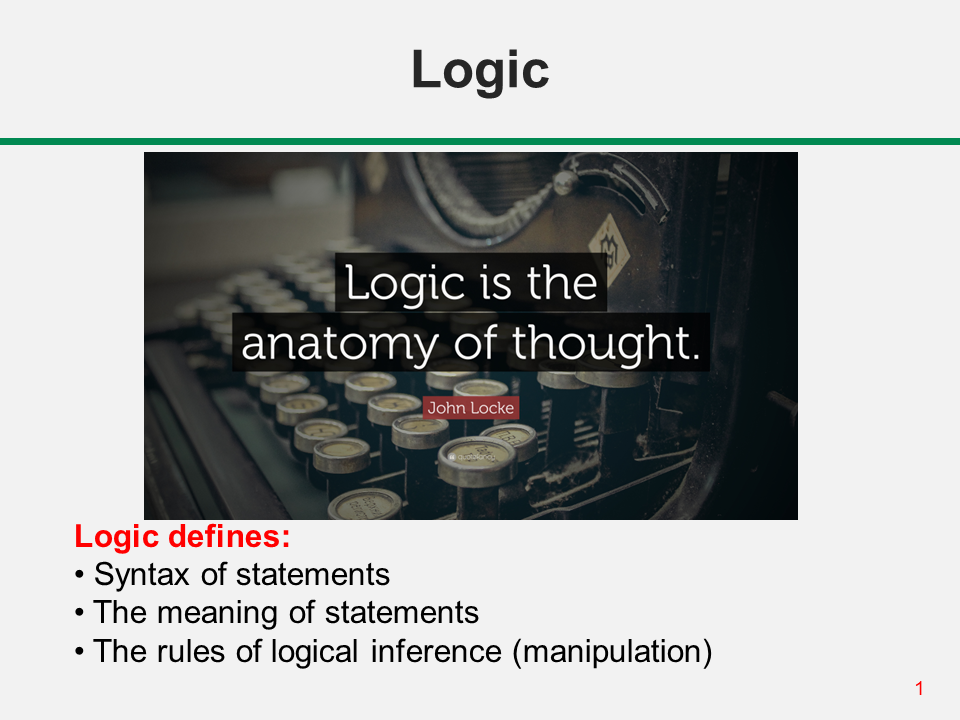 Logic
Logic is the
anatomy of thought.
John Locke
quotefancy
Logic defines:
• Syntax of statements
• The meaning of statements
• The rules of logical inference (manipulation)
1